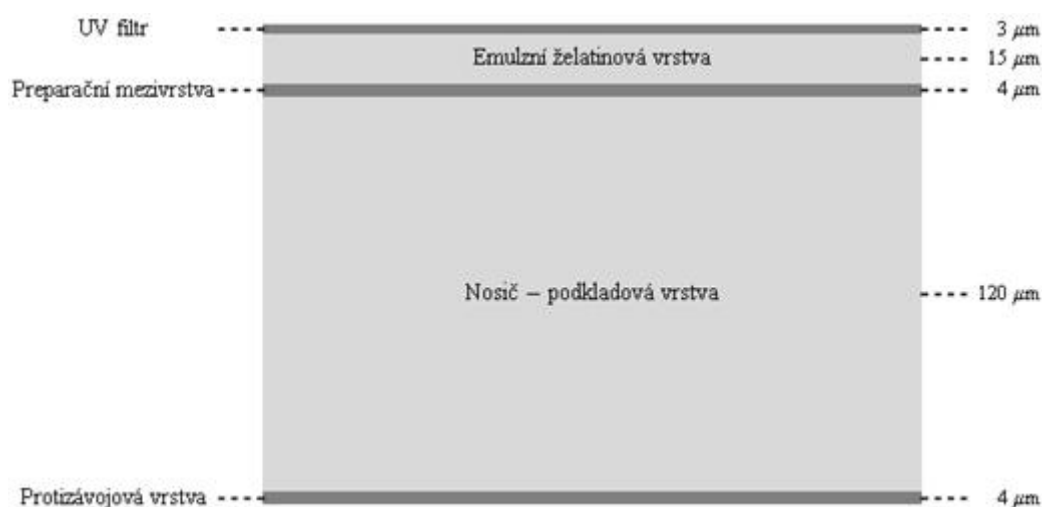 UV filtr 3 μm
Emulzní želatinová vrstva 15 μm
Preparační mezivrstva 4 μm
Nosič – podkladová vrstva 120 μm
Protizávojová vrstva 4 μm